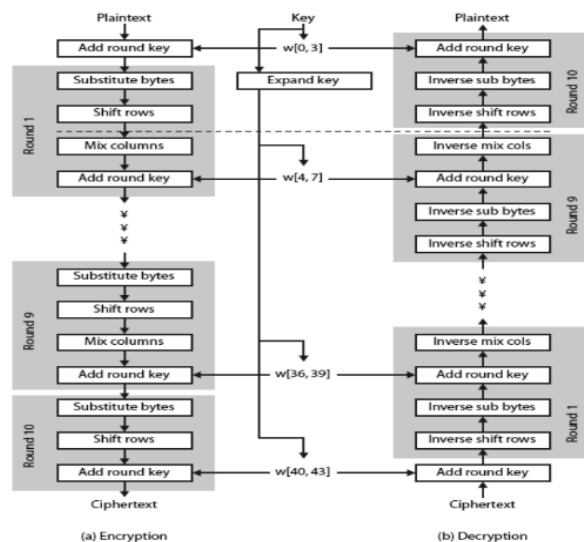 Plaintext
Add round key
Round 1
Substitute bytes
Shift rows
Mix columns
Add round key
¥
¥
¥
Round 9
Substitute bytes
Shift rows
Mix columns
Add round key
Round 10
Substitute bytes
Shift rows
Add round key
Ciphertext
(a) Encryption
Key
w[0, 3]
Expand key
w[4, 7]
w[36, 39]
w[40, 43]
Plaintext
Add round key
Inverse sub bytes
Inverse shift rows
Round 10
Inverse mix cols
Add round key
Inverse sub bytes
Inverse shift rows
Round 9
¥
¥
¥
Inverse mix cols
Add round key
Inverse sub bytes
Inverse shift rows
Round 1
Add round key
Ciphertext
(b) Decryption